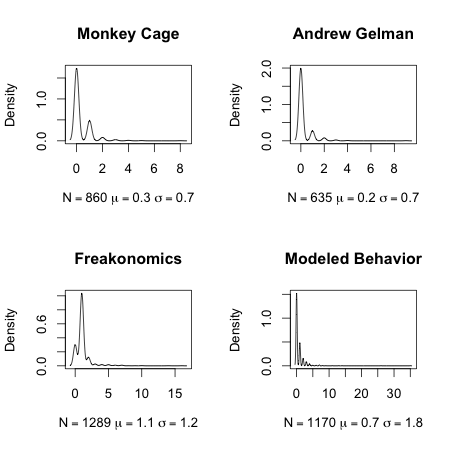 Monkey Cage
Density
0.0 1.0
0 2 4 6 8
N = 860 μ = 0.3 σ = 0.7
Andrew Gelman
Density
0.0 1.0 2.0
0 2 4 6 8
N = 635 μ = 0.2 σ = 0.7
Freakonomics
Density
0.0 0.6
0 5 10 15
N = 1289 μ = 1.1 σ = 1.2
Modeled Behavior
Density
0.0 1.0
0 10 20 30
N = 1170 μ = 0.7 σ = 1.8